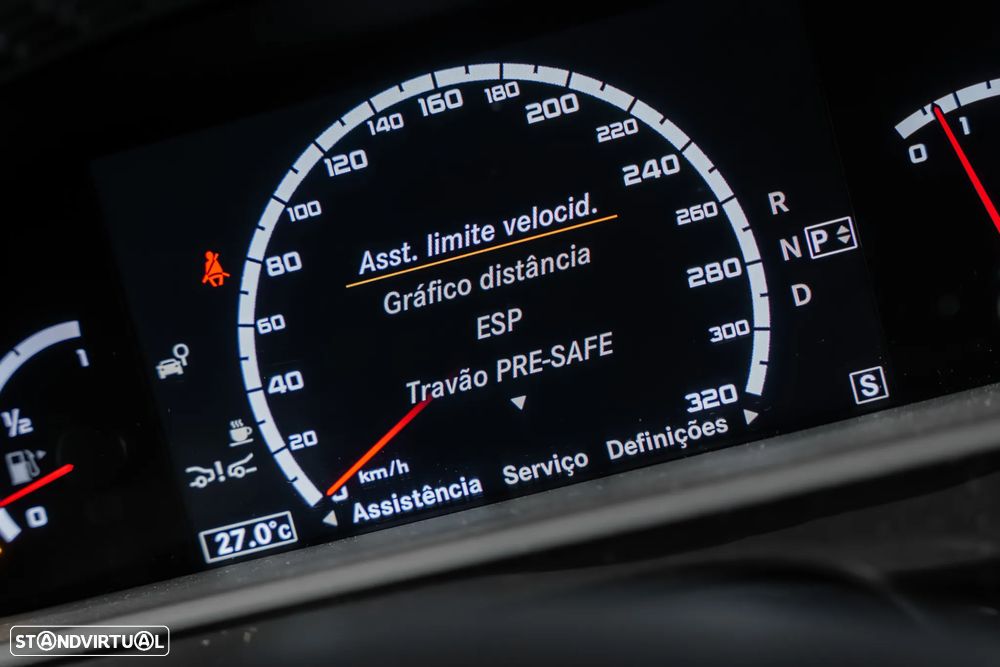 20
40
60
80
100
120
140
160
180
200
220
240
260
280
300
320
km/h
Asst. limite velocid.
Gráfico distância
ESP
Travão PRE-SAFE
Assistência Serviço Definições
R
N P
D
S
27.0°C
1
½
0
0
1
STANDVIRTUAL